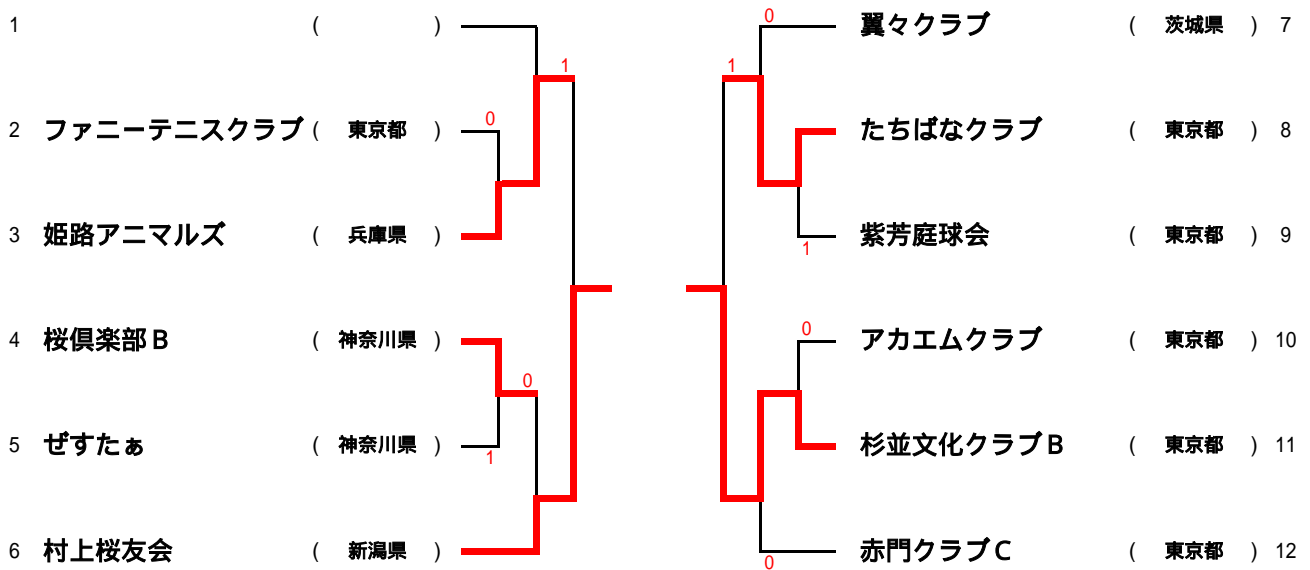 1 ( )
2 ファニーテニスクラブ ( 東京都 ) 0
1
3 姫路アニマルズ ( 兵庫県 )
4 桜倶楽部B ( 神奈川県 )
0
5 ぜすたぁ ( 神奈川県 ) 1
6 村上桜友会 ( 新潟県 )
0 翼々クラブ ( 茨城県 ) 7
1
たちばなクラブ ( 東京都 ) 8
1 紫芳庭球会 ( 東京都 ) 9
0 アカエムクラブ ( 東京都 ) 10
杉並文化クラブB ( 東京都 ) 11
0 赤門クラブC ( 東京都 ) 12